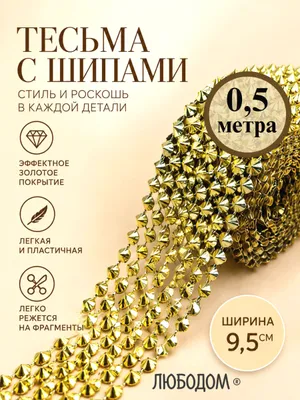 ТЕСЬМА
С ШИПАМИ
СТИЛЬ И РОСКОШЬ
В КАЖДОЙ ДЕТАЛИ
0,5
метра
ЭФФЕКТНОЕ
ЗОЛОТОЕ
ПОКРЫТИЕ
ЛЕГКАЯ
И ПЛАСТИЧНАЯ
ЛЕГКО
РЕЖЕТСЯ
НА ФРАГМЕНТЫ
ШИРИНА
9,5СМ
ЛЮБОДОМ ®